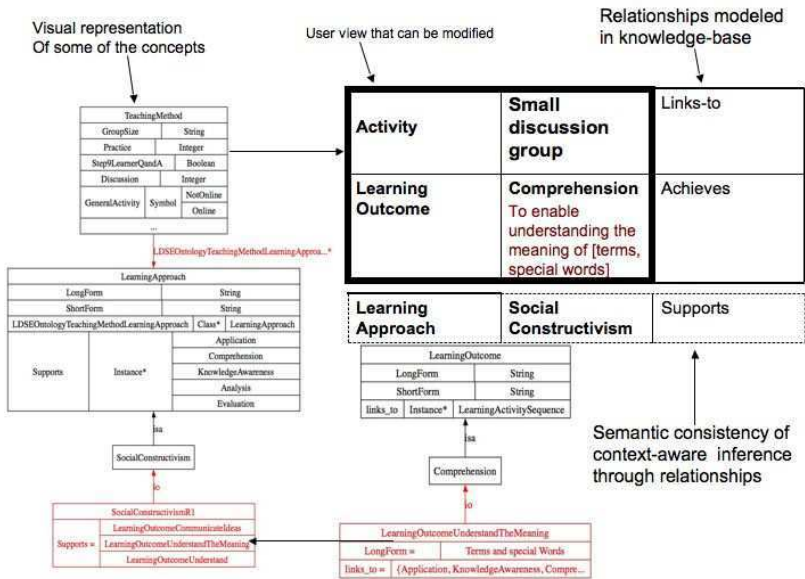 Visual representation
Of some of the concepts
User view that can be modified
Relationships modeled
in knowledge-base
TeachingMethod
GroupSize String
Practice Integer
Step9LearnerQandA Boolean
Discussion Integer
GeneralActivity Symbol NotOnline
Online
...
LDSEOntologyTeachingMethodLearningApproa...*
LearningApproach
LongForm String
ShortForm String
LDSEOntologyTeachingMethodLearningApproach Class* LearningApproach
Supports Instance* Application
Comprehension
KnowledgeAwareness
Analysis
Evaluation
isa
SocialConstructivism
io
SocialConstructivismR1
Supports = LearningOutcomeCommunicateIdeas
LearningOutcomeUnderstandTheMeaning
LearningOutcomeUnderstand
Activity Small
discussion
group Links-to
Learning
Outcome Comprehension Achieves
To enable
understanding the
meaning of [terms,
special words]
Learning
Approach Social
Constructivism Supports
LearningOutcome
LongForm String
ShortForm String
links_to Instance* LearningActivitySequence
isa
Comprehension
io
LearningOutcomeUnderstandTheMeaning
LongForm = Terms and special Words
links_to = {Application, KnowledgeAwareness, Compre...
Semantic consistency of
context-aware inference
through relationships